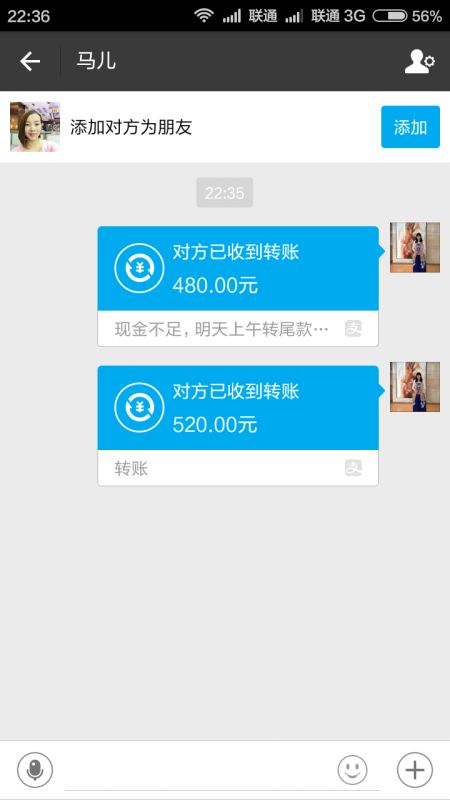 22:36 联通 联通 3G 56%
马儿
添加对方为朋友 添加
22:35
对方已收到转账
480.00元
现金不足，明天上午转尾款… 支
对方已收到转账
520.00元
转账 支